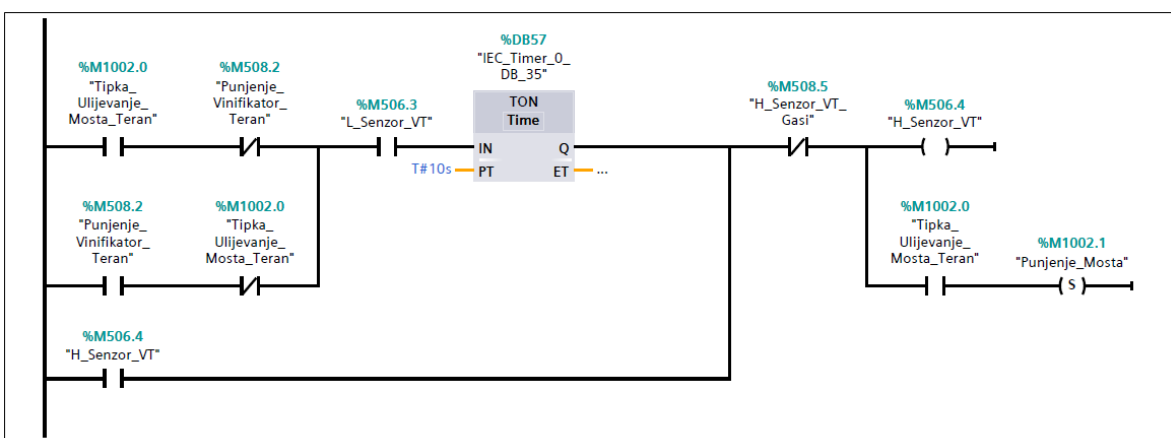 %DB57
"IEC_Timer_0_
DB_35"
%M1002.0
"Tipka_
Ulijevanje_
Mosta_Teran"
%M508.2
"Punjenje_
Vinifikator_
Teran"
%M506.3
"L_Senzor_VT"
TON
Time
IN
Q
T#10s
PT
ET
...
%M508.5
"H_Senzor_VT_
Gasi"
%M506.4
"H_Senzor_VT"
%M508.2
"Punjenje_
Vinifikator_
Teran"
%M1002.0
"Tipka_
Ulijevanje_
Mosta_Teran"
%M1002.0
"Tipka_
Ulijevanje_
Mosta_Teran"
%M1002.1
"Punjenje_Mosta"
S
%M506.4
"H_Senzor_VT"